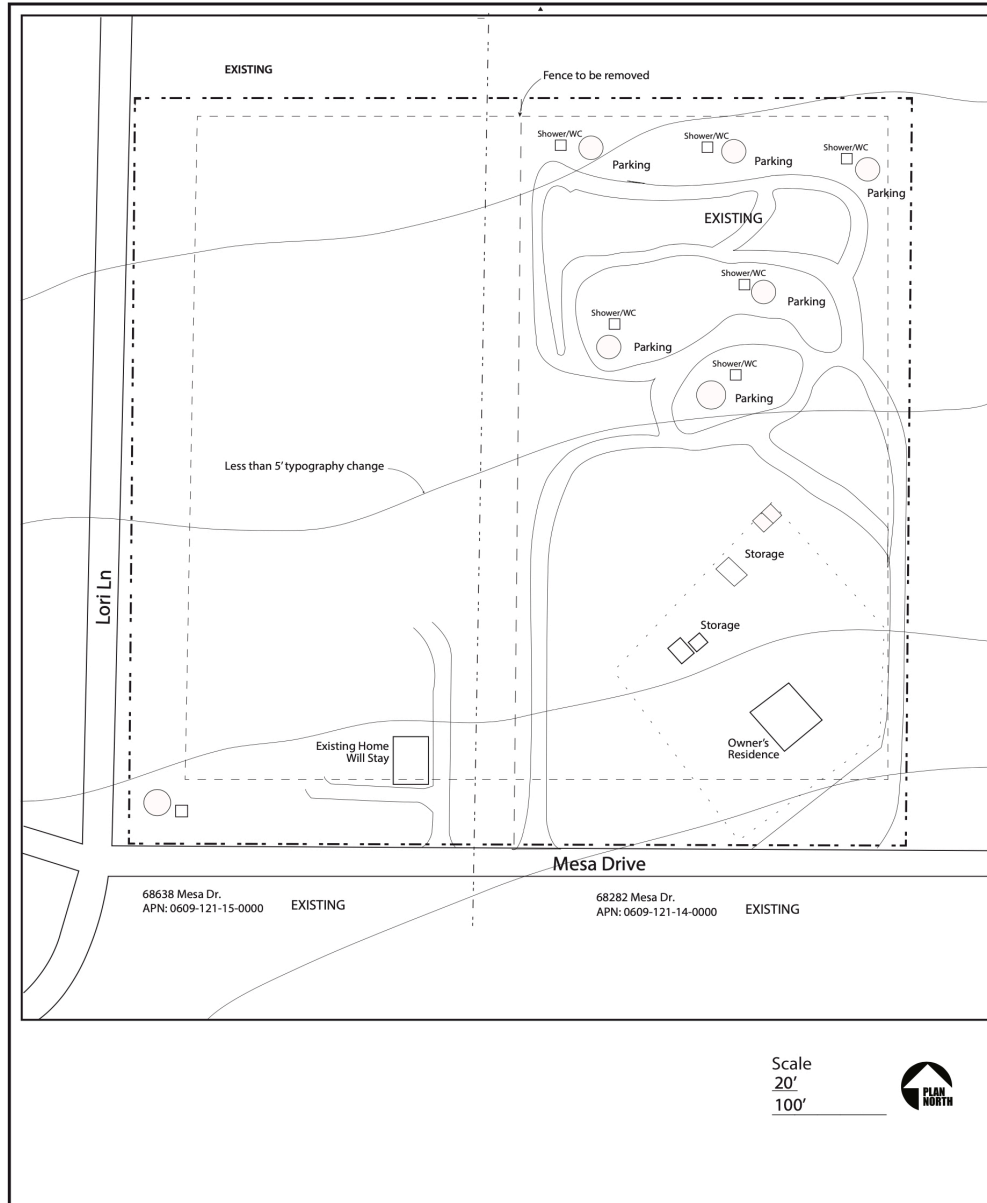 EXISTING
Fence to be removed
Shower/WC
Parking
Shower/WC
Parking
Shower/WC
Parking
EXISTING
Shower/WC
Parking
Shower/WC
Parking
Shower/WC
Parking
Less than 5' typography change
Lori Ln
Storage
Storage
Existing Home
Will Stay
Owner's
Residence
Mesa Drive
68638 Mesa Dr.
APN: 0609-121-15-0000
EXISTING
68282 Mesa Dr.
APN: 0609-121-14-0000
EXISTING
Scale
20'
100'
PLAN
NORTH